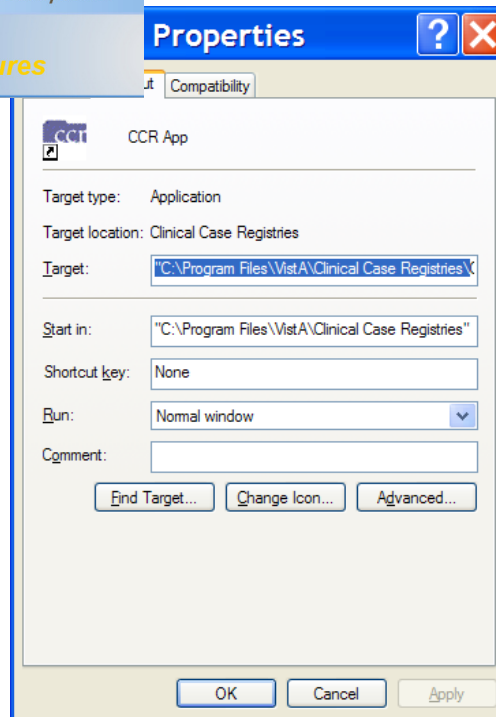 Properties
Compatibility
ccr
CCR App
Target type: Application
Target location: Clinical Case Registries
Target: "C:\Program Files\VistA\Clinical Case Registries\
Start in: "C:\Program Files\VistA\Clinical Case Registries"
Shortcut key: None
Run: Normal window
Comment:
Find Target... Change Icon... Advanced...
OK Cancel Apply